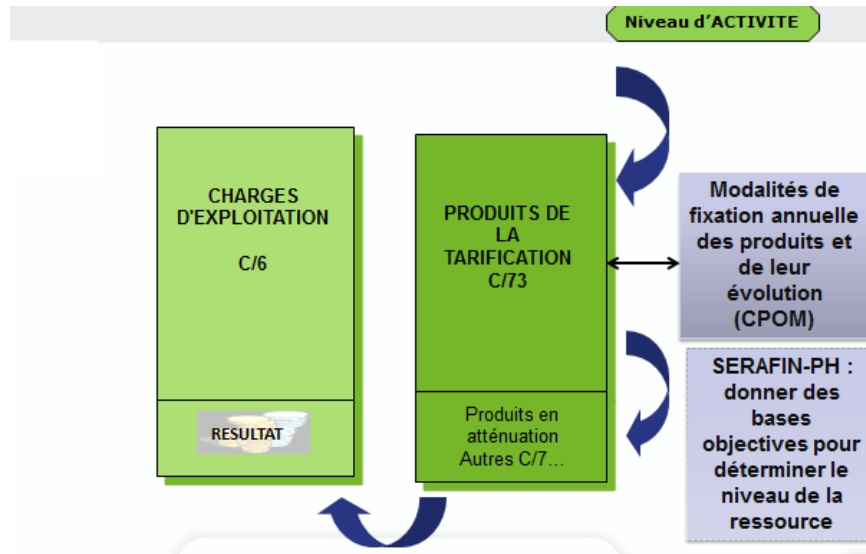 Niveau d'ACTIVITE
CHARGES
D'EXPLOITATION
C/6
RESULTAT
PRODUITS DE
LA
TARIFICATION
C/73
Produits en
atténuation
Autres C/7...
Modalités de
fixation annuelle
des produits et
de leur
évolution
(CPOM)
SERAFIN-PH :
donner des
bases
objectives pour
déterminer le
niveau de la
ressource